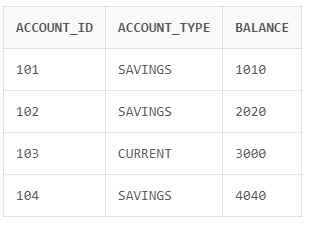 ACCOUNT_ID ACCOUNT_TYPE BALANCE
101 SAVINGS 1010
102 SAVINGS 2020
103 CURRENT 3000
104 SAVINGS 4040